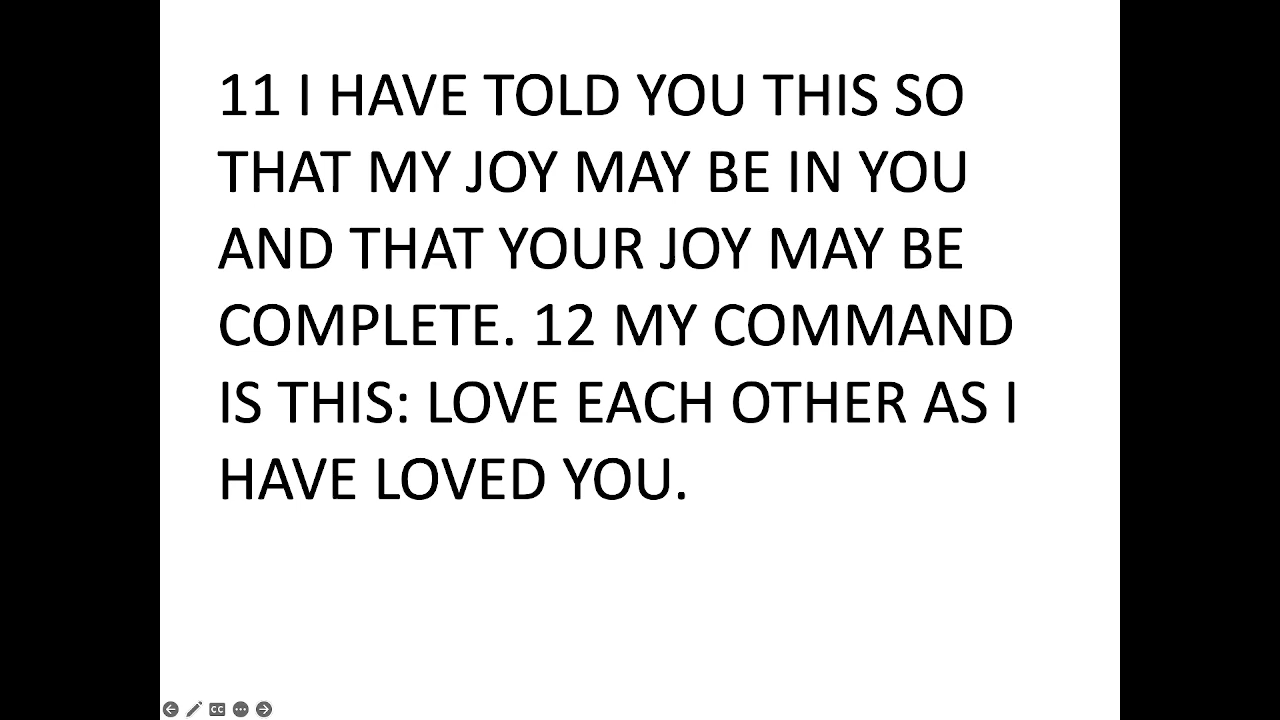 11 I HAVE TOLD YOU THIS SO
THAT MY JOY MAY BE IN YOU
AND THAT YOUR JOY MAY BE
COMPLETE. 12 MY COMMAND
IS THIS: LOVE EACH OTHER AS I
HAVE LOVED YOU.
CC